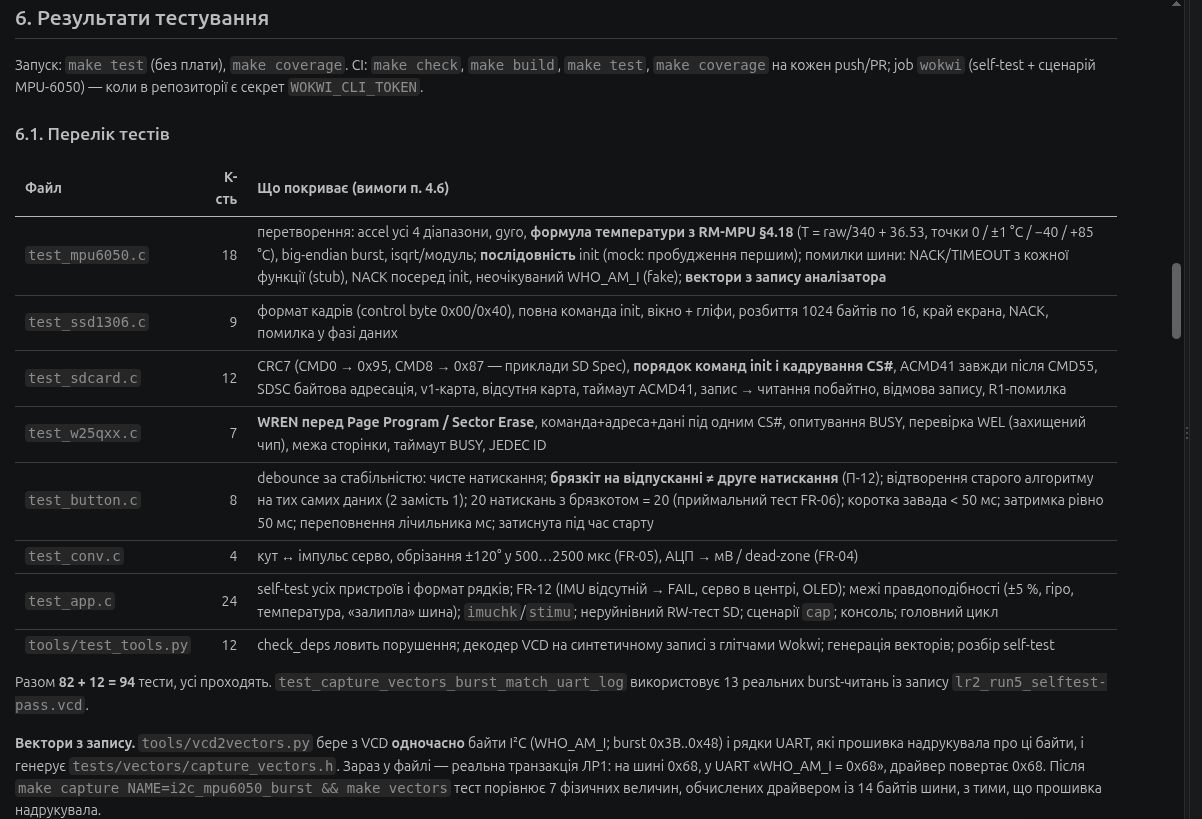 6. Результати тестування
Запуск: make test (без плати), make coverage. CI: make check, make build, make test, make coverage на кожен push/PR; job wokwi (self-test + сценарій
MPU-6050) — коли в репозиторії є секрет WOKWI_CLI_TOKEN.
6.1. Перелік тестів
Файл К-сть Що покриває (вимоги п. 4.6)
test_mpu6050.c 18 перетворення: accel усі 4 діапазони, gyro, формула температури з RM-MPU §4.18 (T = raw/340 + 36.53, точки 0 / ±1 °C / −40 / +85
°C), big-endian burst, isqrt/модуль; послідовність init (mock: пробудження першим); помилки шини: NACK/TIMEOUT з кожної
функції (stub), NACK посеред init, неочікуваний WHO_AM_I (fake); вектори з запису аналізатора
test_ssd1306.c 9 формат кадрів (control byte 0x00/0x40), повна команда init, вікно + гліфи, розбиття 1024 байтів по 16, край екрана, NACK,
помилка у фазі даних
test_sdcard.c 12 CRC7 (CMD0 → 0x95, CMD8 → 0x87 — приклади SD Spec), порядок команд init і кадрування CS#, ACMD41 завжди після CMD55,
SDSC байтова адресація, v1-карта, відсутня карта, таймаут ACMD41, запис → читання побайтно, відмова запису, R1-помилка
test_w25qxx.c 7 WREN перед Page Program / Sector Erase, команда+адреса+дані під одним CS#, опитування BUSY, перевірка WEL (захищений
чип), межа сторінки, таймаут BUSY, JEDEC ID
test_button.c 8 debounce за стабільністю: чисте натискання; брязкіт на відпусканні ≠ друге натискання (П-12); відтворення старого алгоритму
на тих самих даних (2 замість 1); 20 натискань з брязкотом = 20 (приймальний тест FR-06); коротка завада < 50 мс; затримка рівно
50 мс; переповнення лічильника мс; затиснута під час старту
test_conv.c 4 кут ↔ імпульс серво, обрізання ±120° у 500…2500 мкс (FR-05), АЦП → мВ / dead-zone (FR-04)
test_app.c 24 self-test усіх пристроїв і формат рядків; FR-12 (IMU відсутній → FAIL, серво в центрі, OLED); межі правдоподібності (±5 %, гіро,
температура, «залипла» шина); imuchk/stimu; неруйнівний RW-тест SD; сценарії cap; консоль; головний цикл
tools/test_tools.py 12 check_deps ловить порушення; декодер VCD на синтетичному записі з глітчами Wokwi; генерація векторів; розбір self-test
Разом 82 + 12 = 94 тести, усі проходять. test_capture_vectors_burst_match_uart_log використовує 13 реальних burst-читань із запису lr2_run5_selftest-
pass.vcd.
Вектори з запису. tools/vcd2vectors.py бере з VCD одночасно байти I²C (WHO_AM_I; burst 0x3B..0x48) і рядки UART, які прошивка надрукувала про ці байти, і
генерує tests/vectors/capture_vectors.h. Зараз у файлі — реальна транзакція ЛР1: на шині 0x68, у UART «WHO_AM_I = 0x68», драйвер повертає 0x68. Після
make capture NAME=i2c_mpu6050_burst && make vectors тест порівнює 7 фізичних величин, обчислених драйвером із 14 байтів шини, з тими, що прошивка
надрукувала.